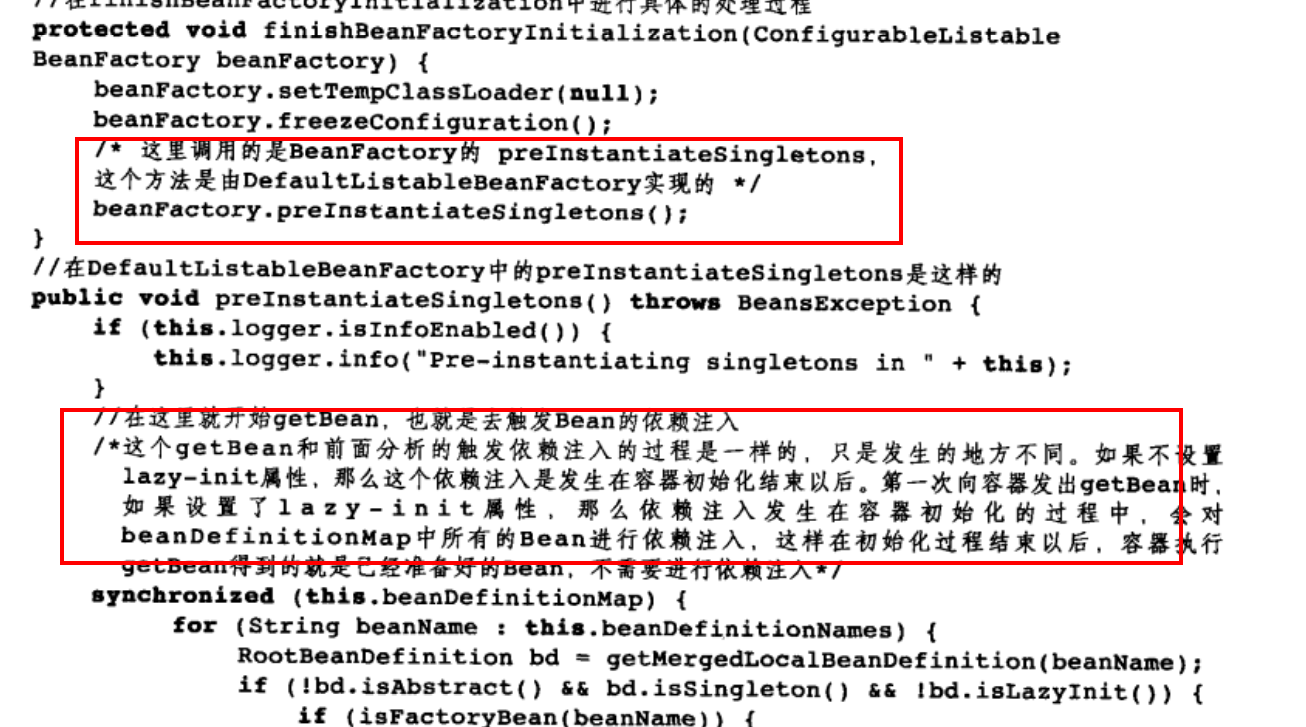 //在finishBeanFactoryInitialization中进行具体的处理过程
protected void finishBeanFactoryInitialization(ConfigurableListable
BeanFactory beanFactory) {
beanFactory.setTempClassLoader(null);
beanFactory.freezeConfiguration();
/* 这里调用的是BeanFactory的 preInstantiateSingletons,
这个方法是由DefaultListableBeanFactory实现的 */
beanFactory.preInstantiateSingletons();
}
//在DefaultListableBeanFactory中的preInstantiateSingletons是这样的
public void preInstantiateSingletons() throws BeansException {
if (this.logger.isInfoEnabled()) {
this.logger.info("Pre-instantiating singletons in " + this);
}
//在这里就开始getBean, 也就是去触发Bean的依赖注入
/*这个getBean和前面分析的触发依赖注入的过程是一样的, 只是发生的地方不同。如果不设置
lazy-init属性, 那么这个依赖注入是发生在容器初始化结束以后。第一次向容器发出getBean时,
如果设置了lazy-init属性, 那么依赖注入发生在容器初始化的过程中, 会对
beanDefinitionMap中所有的Bean进行依赖注入, 这样在初始化过程结束以后, 容器执行
getBean得到的就是已经准备好的Bean, 不需要进行依赖注入*/
synchronized (this.beanDefinitionMap) {
for (String beanName : this.beanDefinitionNames) {
RootBeanDefinition bd = getMergedLocalBeanDefinition(beanName);
if (!bd.isAbstract() && bd.isSingleton() && !bd.isLazyInit()) {
if (isFactoryBean(beanName)) {